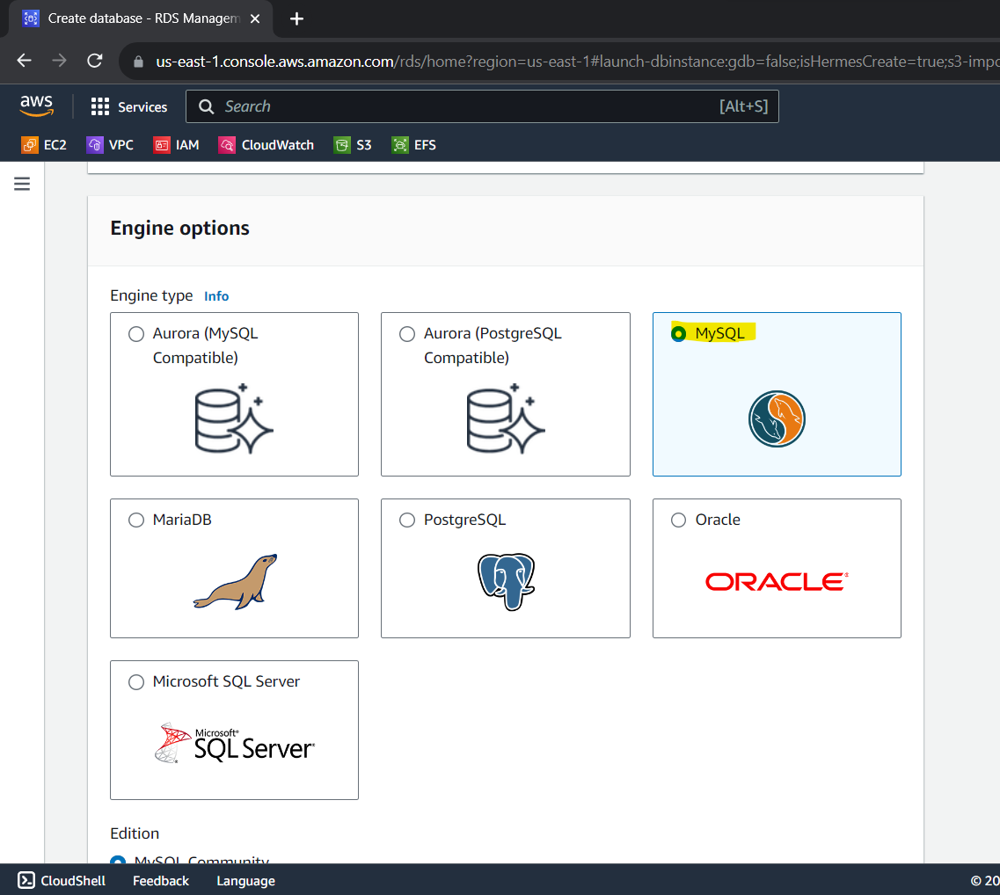 Create database - RDS Managem
us-east-1.console.aws.amazon.com/rds/home?region=us-east-1#launch-dbinstance:gdb=false;isHermesCreate=true;s3-impo
aws
Services
Search
[Alt+S]
EC2
VPC
IAM
CloudWatch
S3
EFS
Engine options
Engine type Info
Aurora (MySQL
Compatible)
Aurora (PostgreSQL
Compatible)
MySQL
MariaDB
PostgreSQL
Oracle
ORACLE®
Microsoft SQL Server
Microsoft®
SQL Server®
Edition
MySQL Community
CloudShell
Feedback
Language
© 20